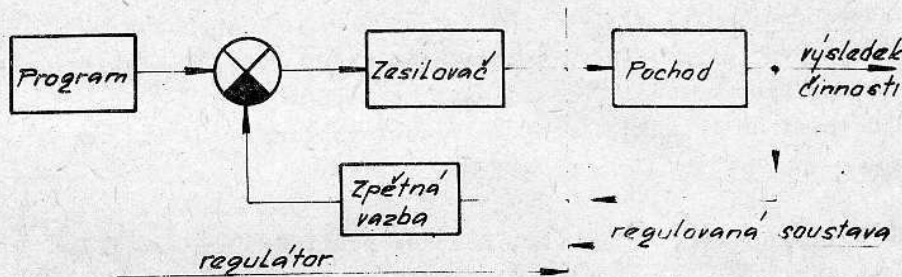 Program
Zesilovač
Pochod
výsledek
činnosti
Zpětná
vazba
regulovaná soustava
regulátor